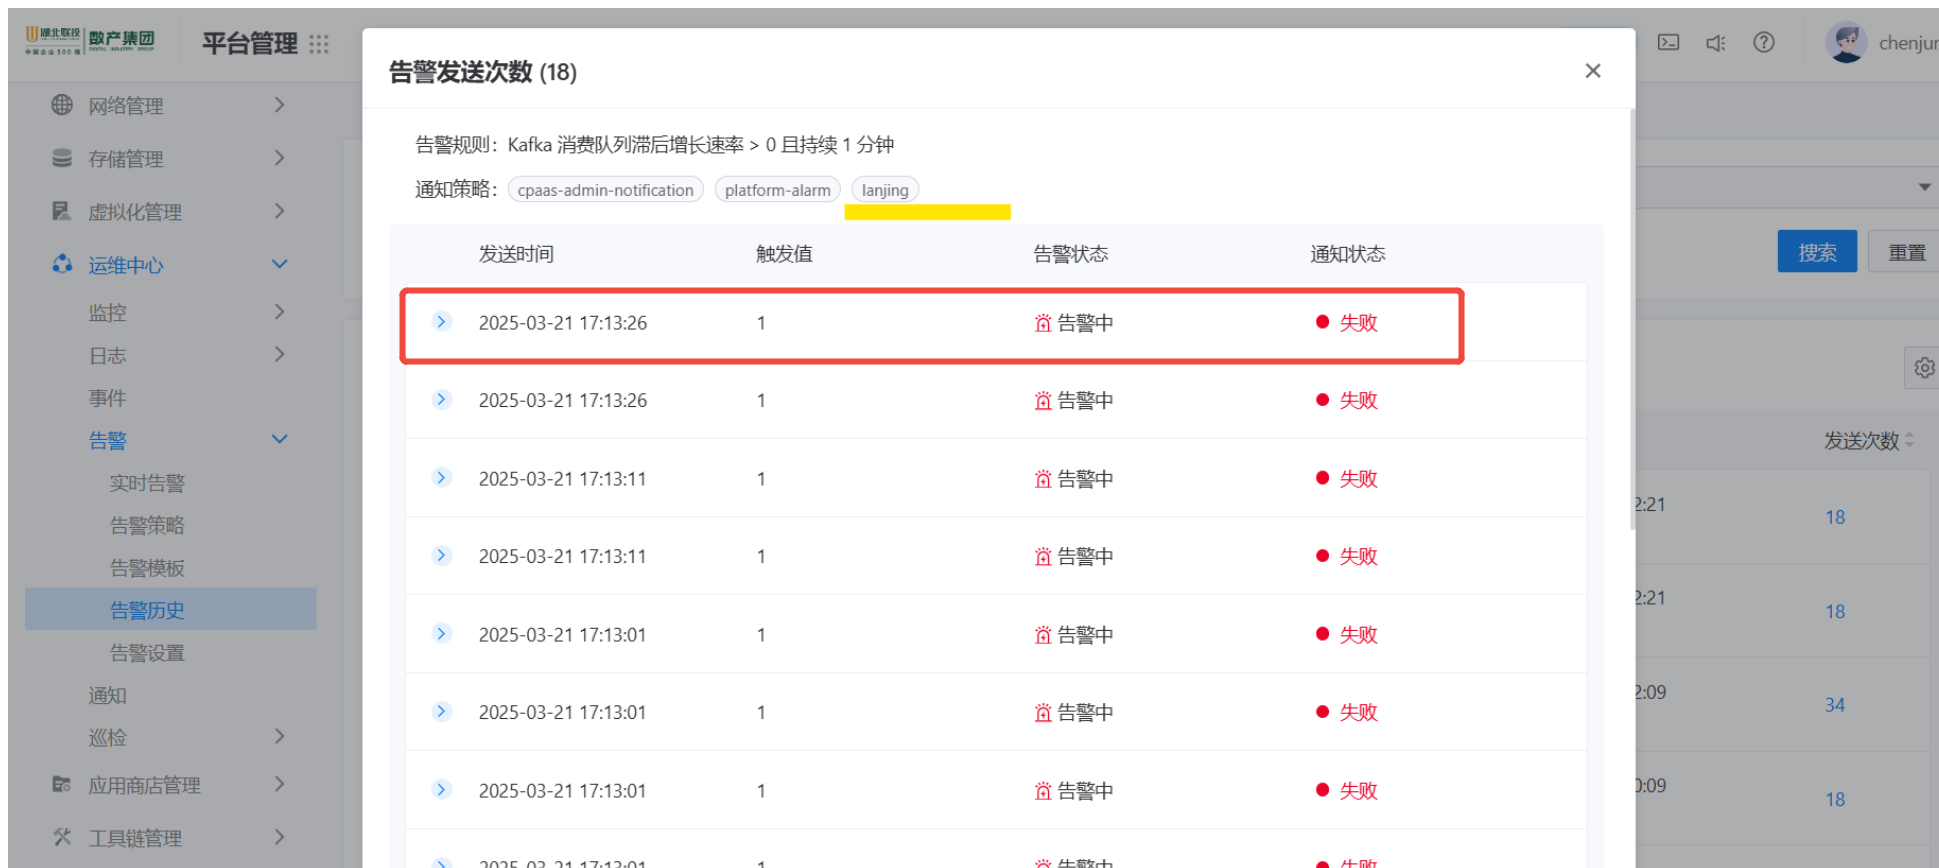 湖北联投 数产集团
中国企业500强 DIGITAL INDUSTRY GROUP
平台管理
chenjun
网络管理
存储管理
虚拟化管理
运维中心
监控
日志
事件
告警
实时告警
告警策略
告警模板
告警历史
告警设置
通知
巡检
应用商店管理
工具链管理
告警发送次数 (18)
告警规则：Kafka 消费队列滞后增长速率 > 0 且持续 1 分钟
通知策略： cpaas-admin-notification platform-alarm lanjing
发送时间 触发值 告警状态 通知状态
2025-03-21 17:13:26 1 告警中 失败
2025-03-21 17:13:26 1 告警中 失败
2025-03-21 17:13:11 1 告警中 失败
2025-03-21 17:13:11 1 告警中 失败
2025-03-21 17:13:01 1 告警中 失败
2025-03-21 17:13:01 1 告警中 失败
2025-03-21 17:13:01 1 告警中 失败
2025-03-21 17:13:01 1 告警中 失败
搜索 重置
发送次数
2:21 18
2:21 18
2:09 34
0:09 18